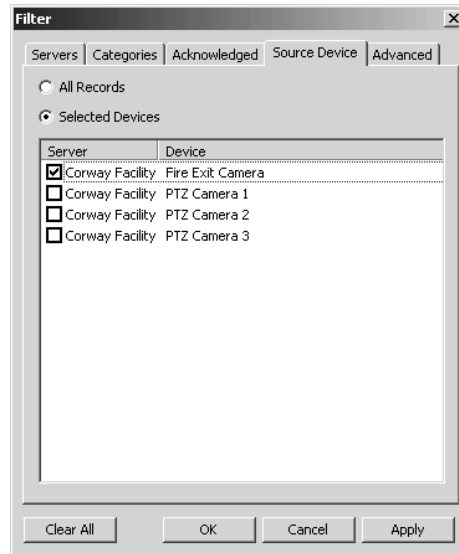 Filter
Servers Categories Acknowledged Source Device Advanced
All Records
Selected Devices
Server Device
Corway Facility Fire Exit Camera
Corway Facility PTZ Camera 1
Corway Facility PTZ Camera 2
Corway Facility PTZ Camera 3
Clear All OK Cancel Apply